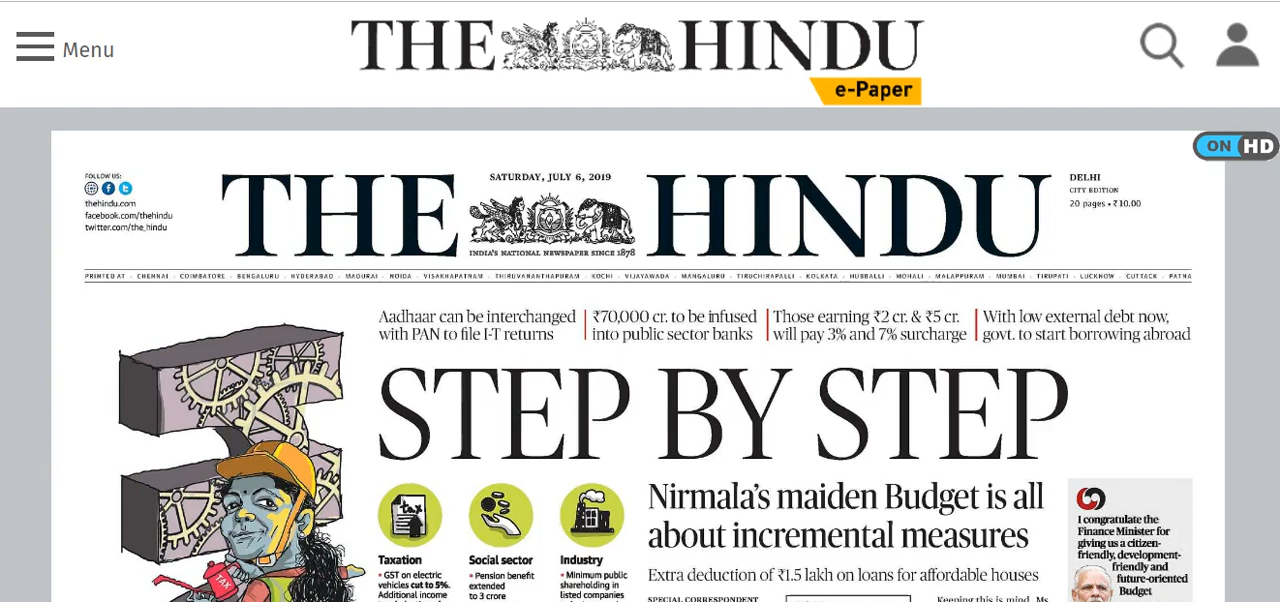 Menu
THE HINDU
e-Paper
ON HD
FOLLOW US:
thehindu.com
facebook.com/thehindu
twitter.com/the_hindu
THE HINDU
SATURDAY, JULY 6, 2019
INDIA'S NATIONAL NEWSPAPER SINCE 1878
DELHI
CITY EDITION
20 pages • ₹10.00
PRINTED AT · CHENNAI · COIMBATORE · BENGALURU · HYDERABAD · MADURAI · NOIDA · VISAKHAPATNAM · THIRUVANANTHAPURAM · KOCHI · VIJAYAWADA · MANGALURU · TIRUCHIRAPALLI · KOLKATA · HUBBALLI · MOHALI · MALAPPURAM · MUMBAI · TIRUPATI · LUCKNOW · CUTTACK · PATNA
Aadhaar can be interchanged
with PAN to file I-T returns
₹70,000 cr. to be infused
into public sector banks
Those earning ₹2 cr. & ₹5 cr.
will pay 3% and 7% surcharge
With low external debt now,
govt. to start borrowing abroad
STEP BY STEP
TAX
tax
Taxation
• GST on electric
vehicles cut to 5%.
Additional income
Social sector
• Pension benefit
extended
to 3 crore
Industry
• Minimum public
shareholding in
listed companies
Nirmala's maiden Budget is all
about incremental measures
Extra deduction of ₹1.5 lakh on loans for affordable houses
SPECIAL CORRESPONDENT
Keeping this in mind, Ms.
I congratulate the
Finance Minister for
giving us a citizen-
friendly, development-
friendly and
future-oriented
Budget